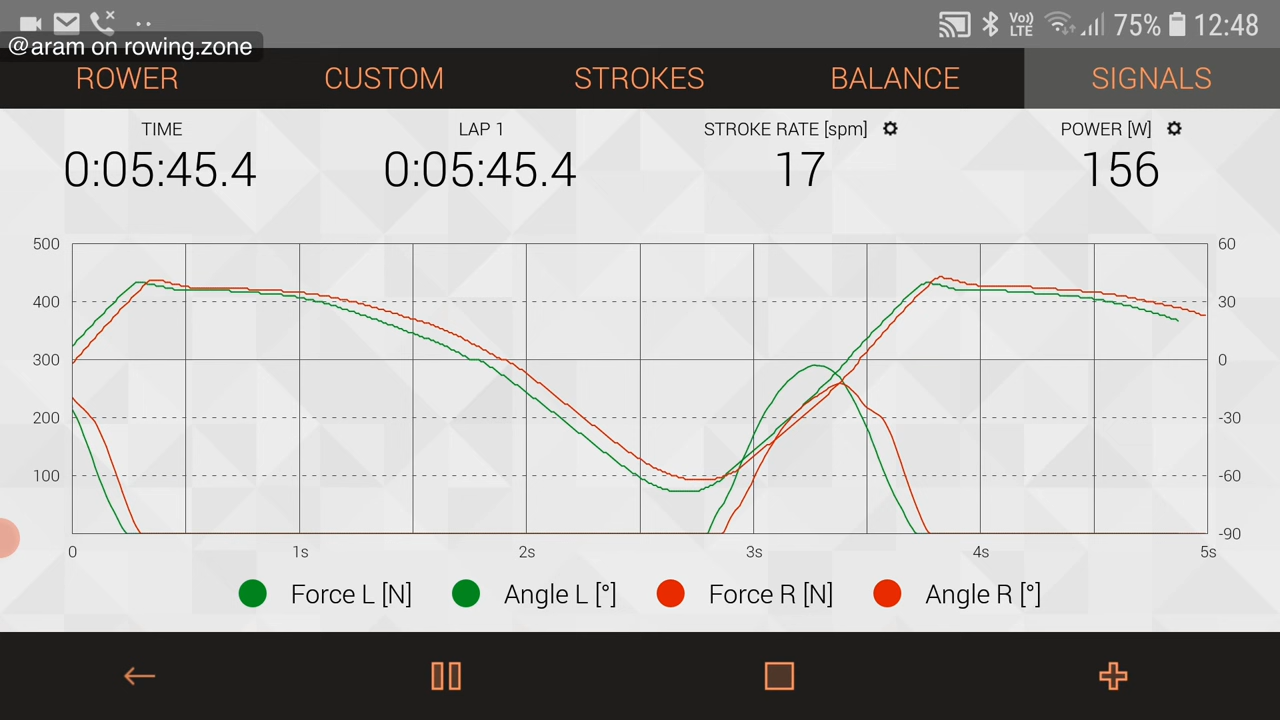 Vo))
LTE
75% 12:48
@aram on rowing.zone
ROWER CUSTOM STROKES BALANCE SIGNALS
TIME LAP 1 STROKE RATE [spm] POWER [W]
0:05:45.4 0:05:45.4 17 156
500 60
400 30
300 0
200 -30
100 -60
-90
0 1s 2s 3s 4s 5s
Force L [N] Angle L [°] Force R [N] Angle R [°]